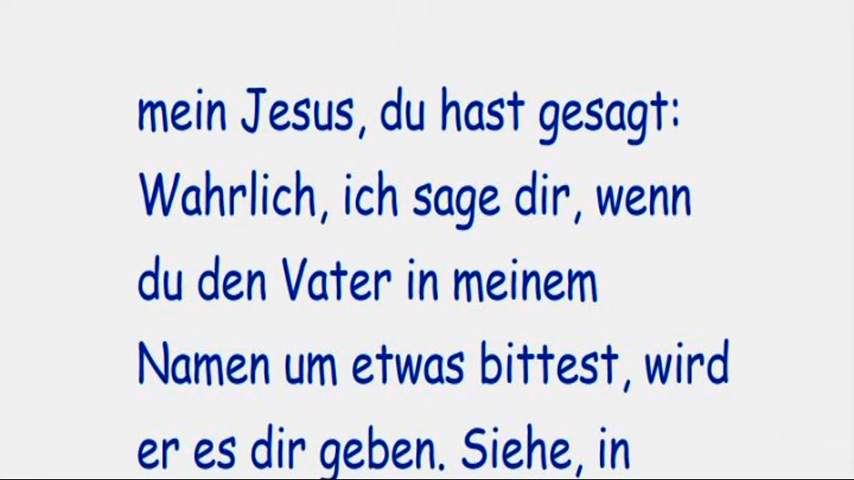 mein Jesus, du hast gesagt:
Wahrlich, ich sage dir, wenn
du den Vater in meinem
Namen um etwas bittest, wird
er es dir geben. Siehe, in